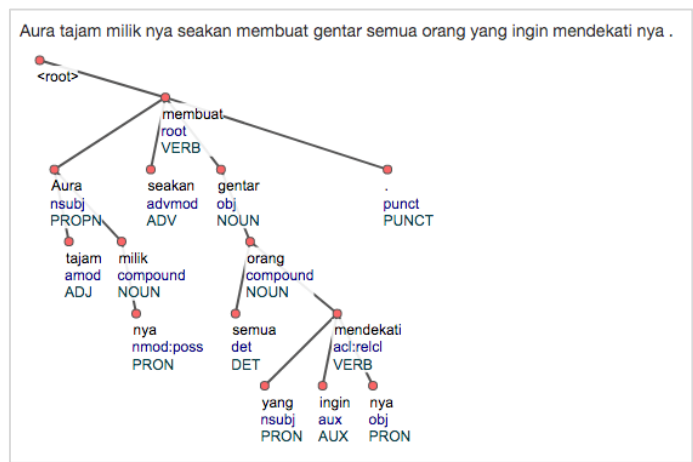 Aura tajam milik nya seakan membuat gentar semua orang yang ingin mendekati nya .
<root>
membuat
root
VERB
Aura seakan gentar .
nsubj advmod obj punct
PROPN ADV NOUN PUNCT
tajam milik orang
amod compound compound
ADJ NOUN NOUN
nya semua mendekati
nmod:poss det acl:relcl
PRON DET VERB
yang ingin nya
nsubj aux obj
PRON AUX PRON